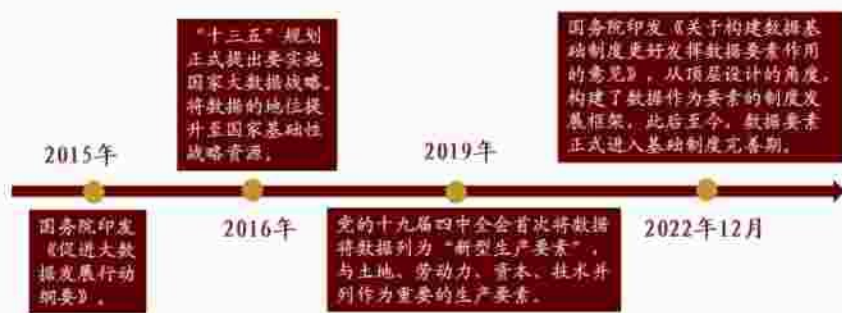 2015年
国务院印发
《促进大数
据发展行动
纲要》。
“十三五”规划
正式提出要实施
国家大数据战略，
将数据的地位提
升至国家基础性
战略资源。
2016年
2019年
党的十九届四中全会首次将数据
将数据列为“新型生产要素”，
与土地、劳动力、资本、技术并
列作为重要的生产要素。
国务院印发《关于构建数据基
础制度更好发挥数据要素作用
的意见》，从顶层设计的角度，
构建了数据作为要素的制度发
展框架，此后至今，数据要素
正式进入基础制度完善期。
2022年12月